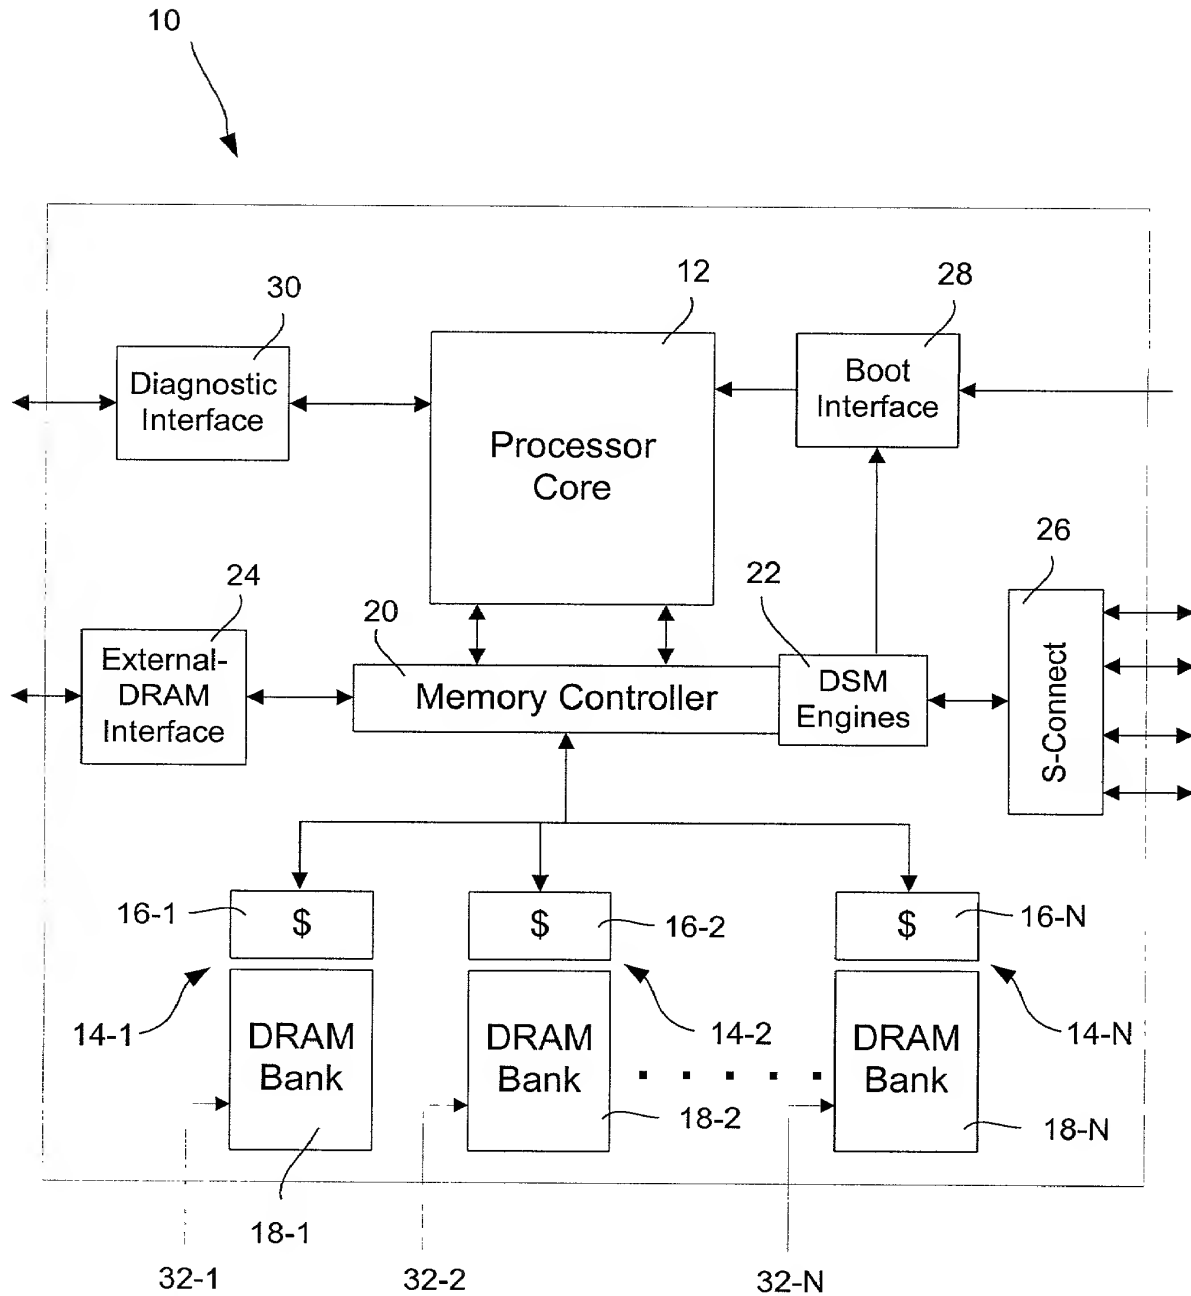 10
30
12
28
Diagnostic
Interface
Processor
Core
Boot
Interface
24
20
22
26
External-
DRAM
Interface
Memory Controller
DSM
Engines
S-Connect
16-1
$
$
16-2
$
16-N
14-1
DRAM
Bank
DRAM
Bank
14-2
DRAM
Bank
14-N
18-1
18-2
18-N
32-1
32-2
32-N